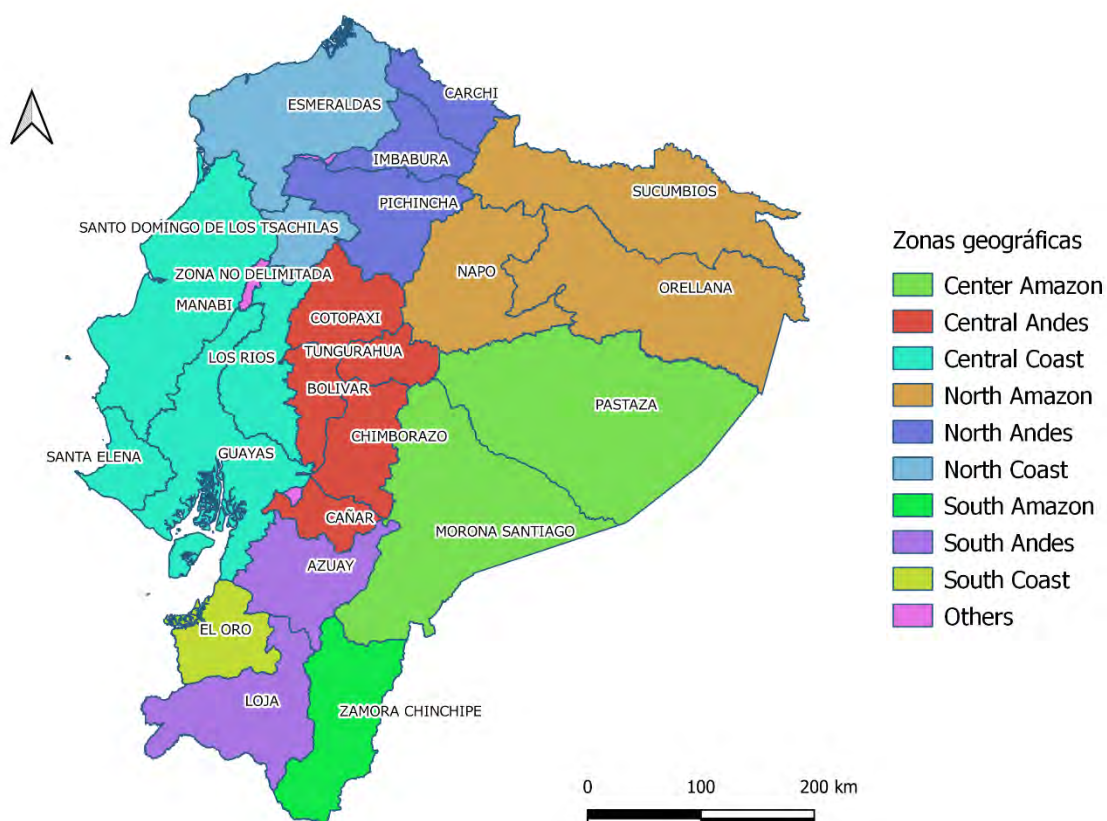 CARCHI
ESMERALDAS
IMBABURA
SUCUMBIOS
PICHINCHA
SANTO DOMINGO DE LOS TSACHILAS
ZONA NO DELIMITADA
NAPO
ORELLANA
MANABI
COTOPAXI
LOS RIOS
TUNGURAHUA
BOLIVAR
PASTAZA
CHIMBORAZO
SANTA ELENA
GUAYAS
CAÑAR
MORONA SANTIAGO
AZUAY
EL ORO
LOJA
ZAMORA CHINCHIPE
Zonas geográficas
Center Amazon
Central Andes
Central Coast
North Amazon
North Andes
North Coast
South Amazon
South Andes
South Coast
Others
0 100 200 km